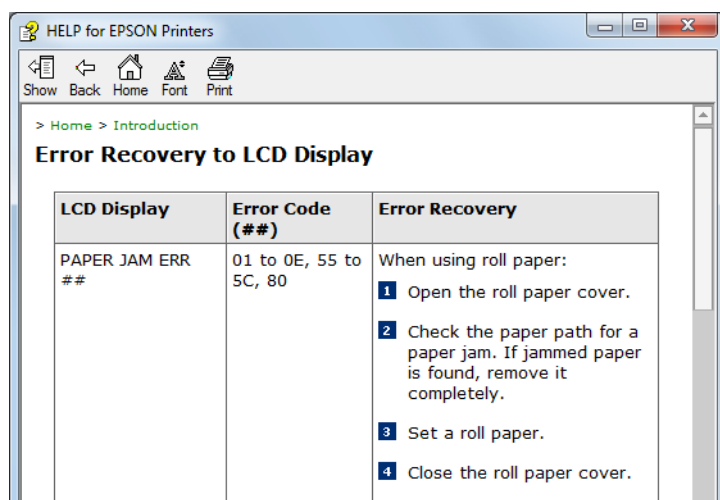 HELP for EPSON Printers
Show Back Home Font Print
> Home > Introduction
Error Recovery to LCD Display
LCD Display
Error Code
(##)
Error Recovery
PAPER JAM ERR
##
01 to 0E, 55 to
5C, 80
When using roll paper:
1 Open the roll paper cover.
2 Check the paper path for a
paper jam. If jammed paper
is found, remove it
completely.
3 Set a roll paper.
4 Close the roll paper cover.